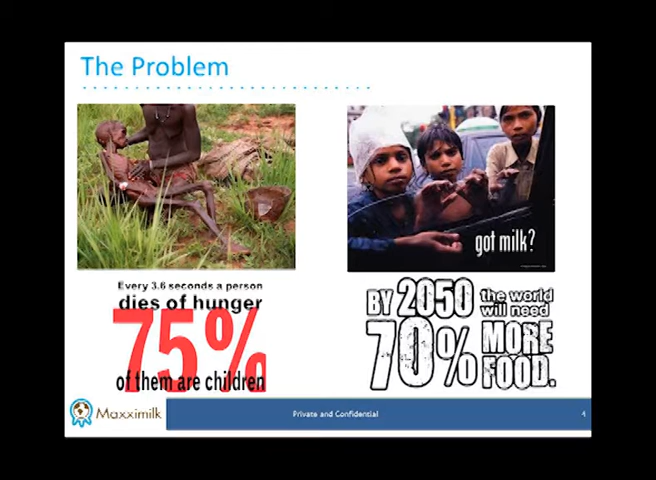 The Problem
got milk?
Every 3.6 seconds a person
dies of hunger
75%
of them are children
BY 2050 the world
will need
70% MORE
FOOD.
Maxximilk
Private and Confidential
4